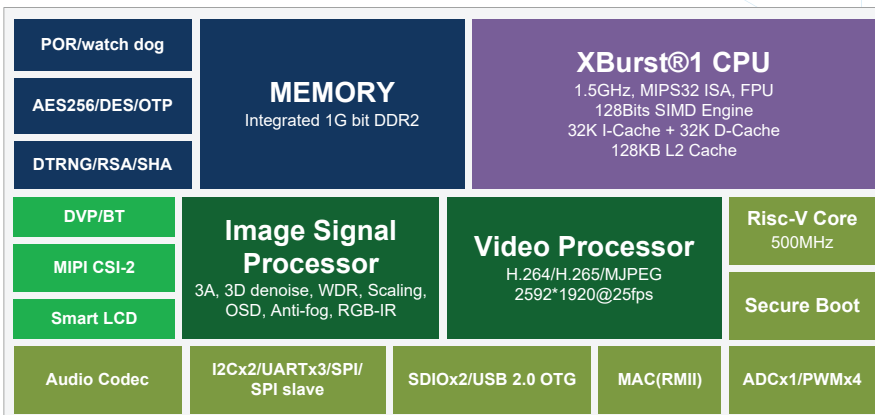 POR/watch dog
AES256/DES/OTP
DTRNG/RSA/SHA
MEMORY
Integrated 1G bit DDR2
XBurst®1 CPU
1.5GHz, MIPS32 ISA, FPU
128Bits SIMD Engine
32K I-Cache + 32K D-Cache
128KB L2 Cache
DVP/BT
MIPI CSI-2
Smart LCD
Image Signal
Processor
3A, 3D denoise, WDR, Scaling,
OSD, Anti-fog, RGB-IR
Video Processor
H.264/H.265/MJPEG
2592*1920@25fps
Risc-V Core
500MHz
Secure Boot
Audio Codec
I2Cx2/UARTx3/SPI/
SPI slave
SDIOx2/USB 2.0 OTG
MAC(RMII)
ADCx1/PWMx4